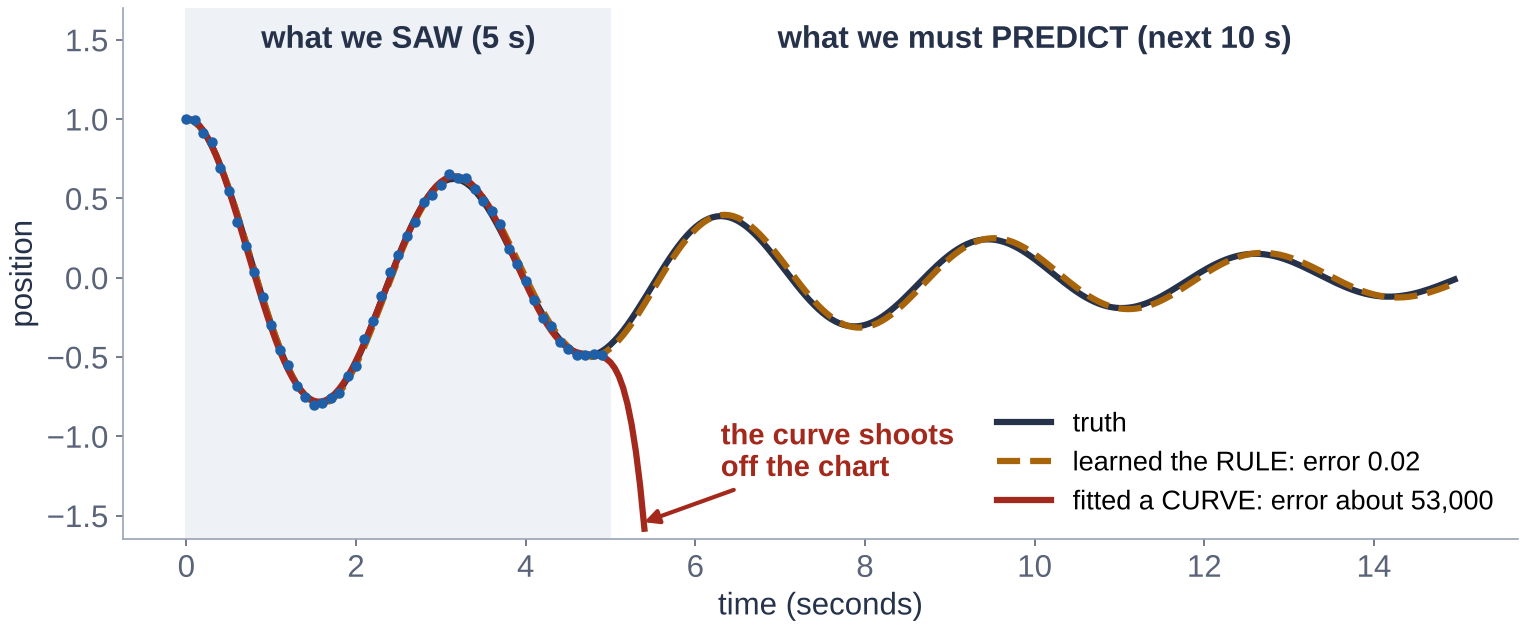 what we SAW (5 s)
what we must PREDICT (next 10 s)
1.5
1.0
0.5
0.0
−0.5
−1.0
−1.5
position
the curve shoots
off the chart
truth
learned the RULE: error 0.02
fitted a CURVE: error about 53,000
0 2 4 6 8 10 12 14
time (seconds)